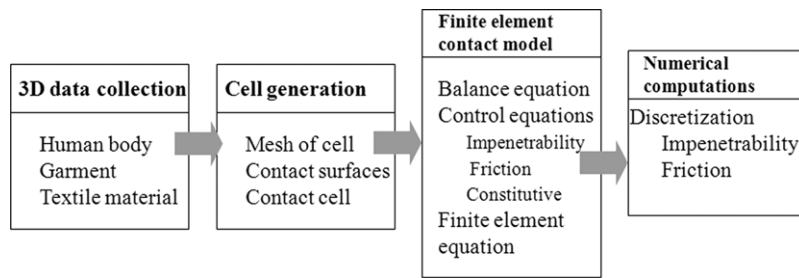 3D data collection
Human body
Garment
Textile material
Cell generation
Mesh of cell
Contact surfaces
Contact cell
Finite element
contact model
Balance equation
Control equations
Impenetrability
Friction
Constitutive
Finite element
equation
Numerical
computations
Discretization
Impenetrability
Friction